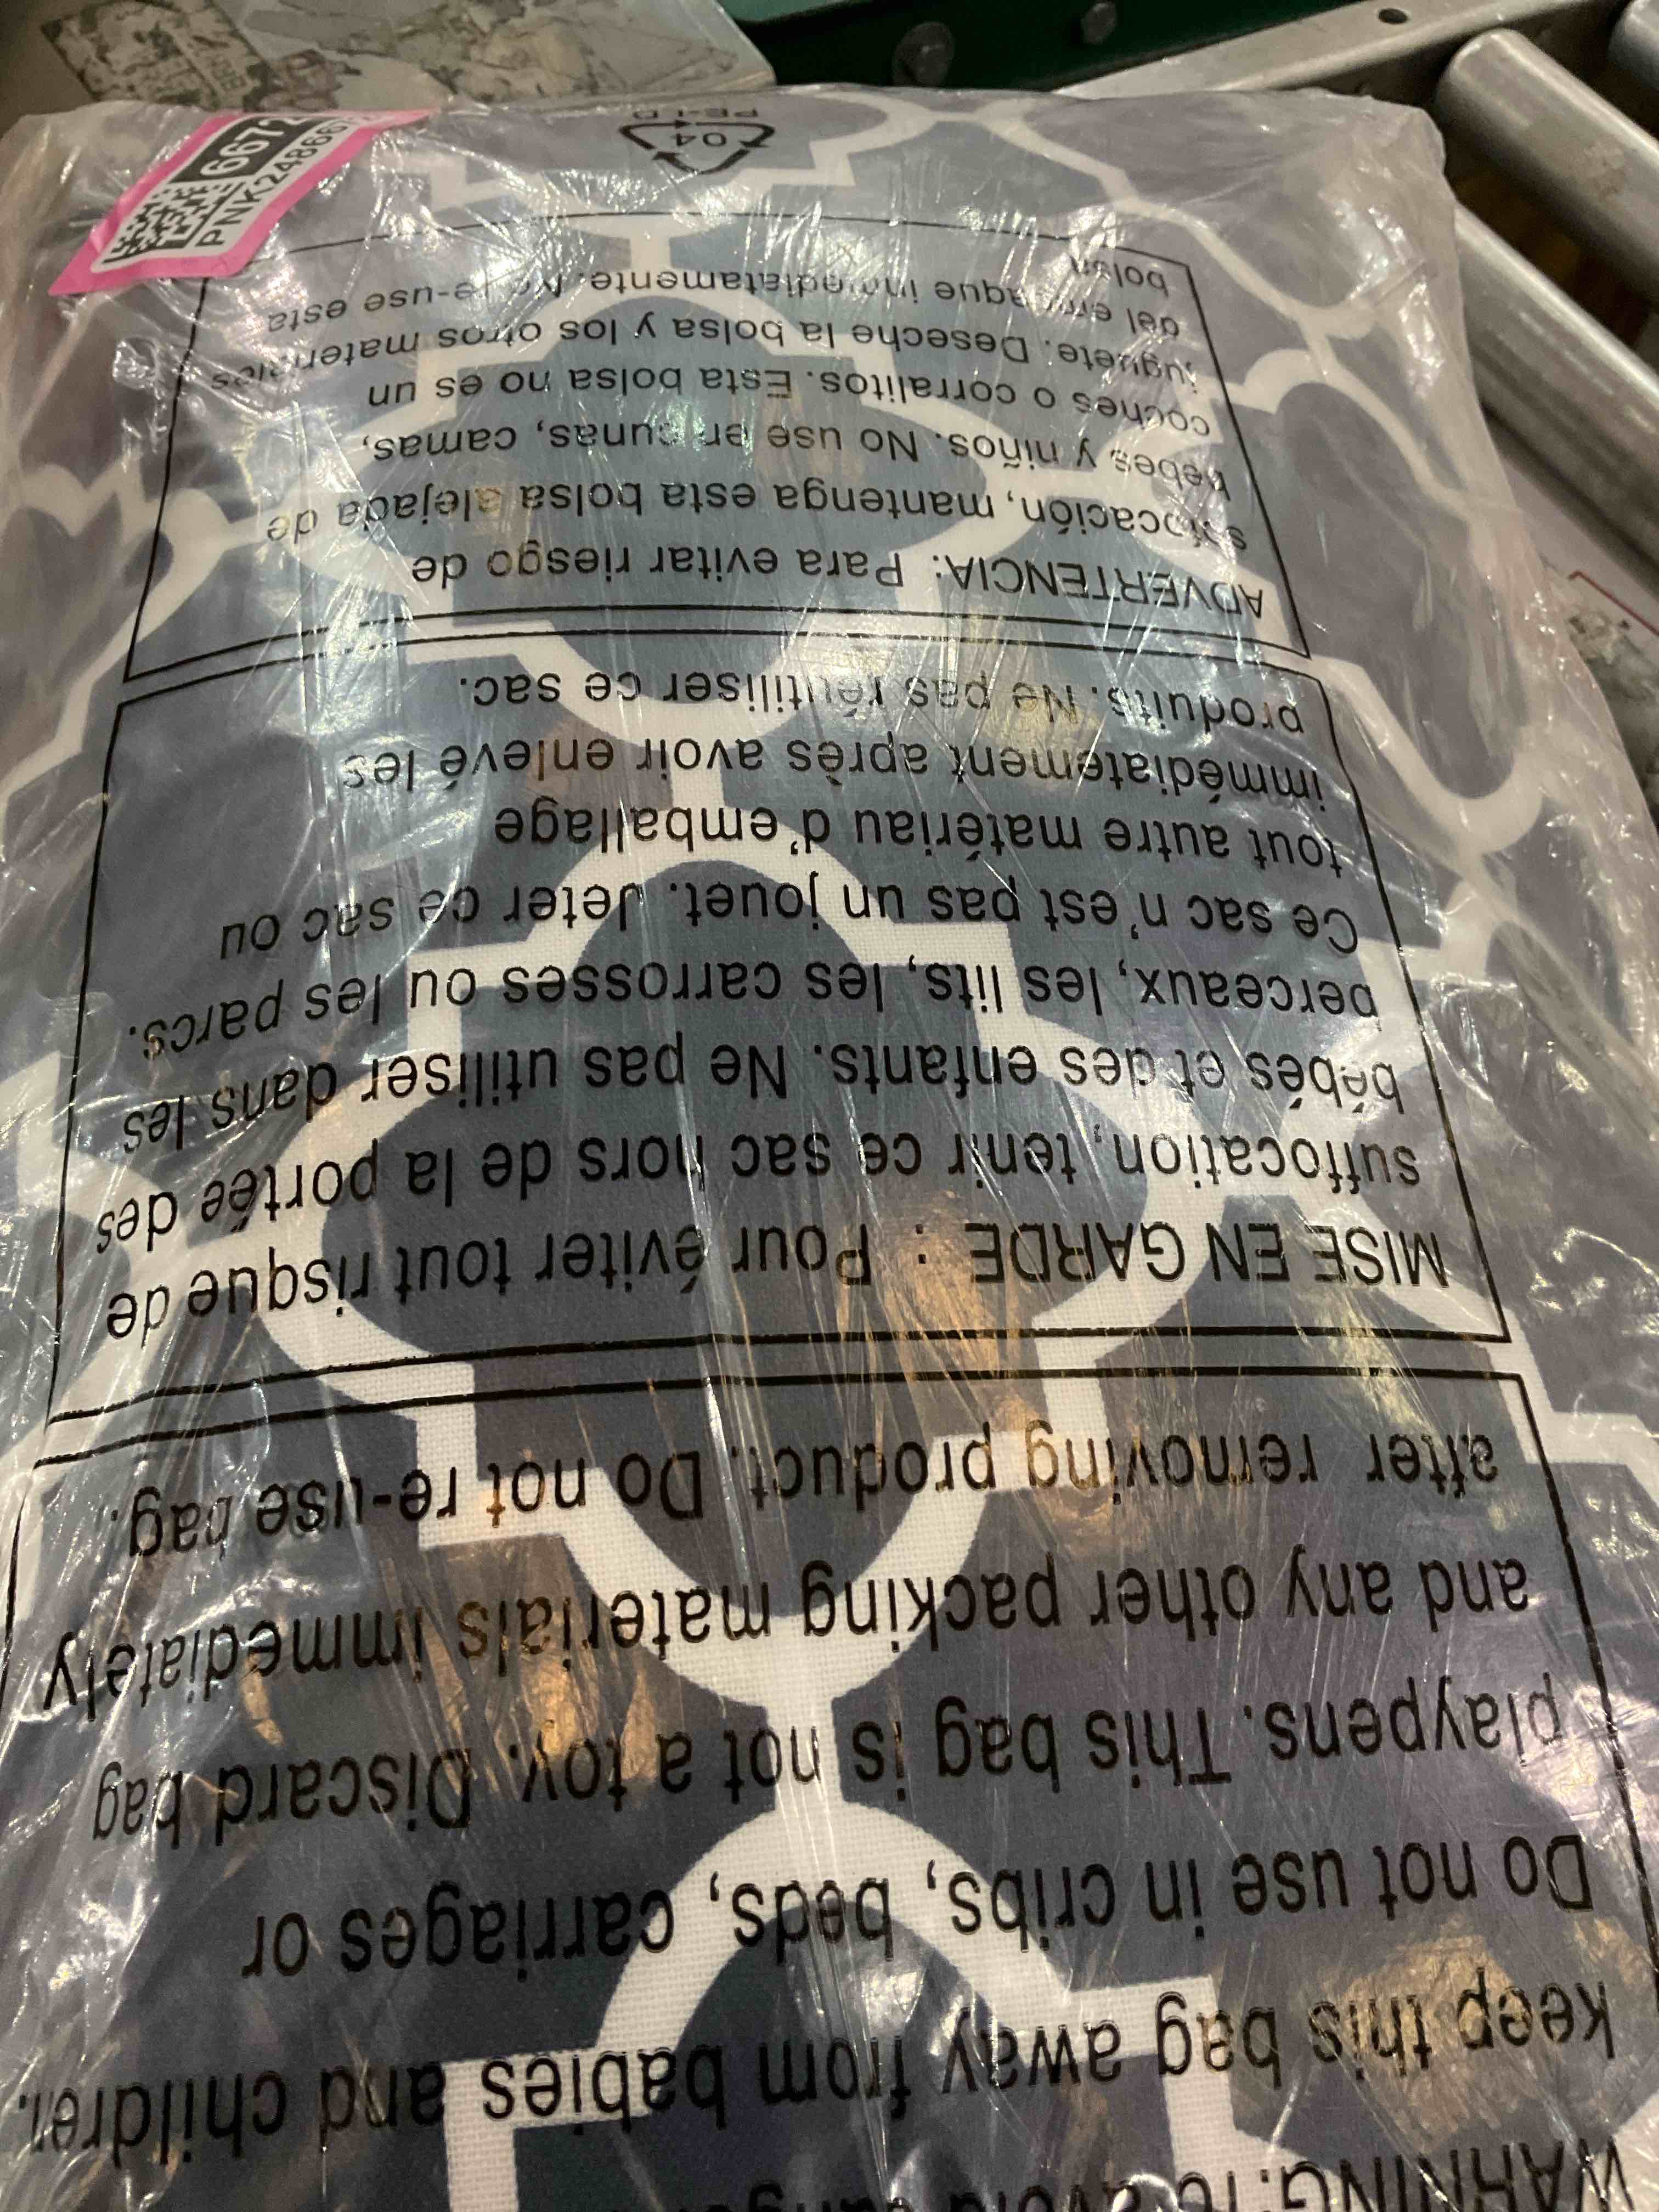 WARNING: To avoid danger
keep this bag away from babies and children.
Do not use in cribs, beds, carriages or
playpens. This bag is not a toy. Discard bag
and any other packing materials immediately
after removing product. Do not re-use bag.
MISE EN GARDE : Pour éviter tout risque de
suffocation, tenir ce sac hors de la portée des
bébés et des enfants. Ne pas utiliser dans les
berceaux, les lits, les carrosses ou les parcs.
Ce sac n'est pas un jouet. Jeter ce sac ou
tout autre matériau d'emballage
immédiatement après avoir enlevé les
produits. Ne pas réutiliser ce sac.
ADVERTENCIA: Para evitar riesgo de
sofocación, mantenga esta bolsa alejada de
bebés y niños. No use en cunas, camas,
coches o corralitos. Esta bolsa no es un
juguete. Deseche la bolsa y los otros materiales
del empaque inmediatamente. No re-use esta
bolsa
04
PE-LD
6672